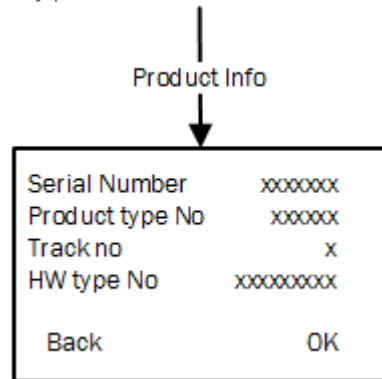 Product Info
Serial Number xxxxxxx
Product type No xxxxxx
Track no x
HW type No xxxxxxxxx
Back OK